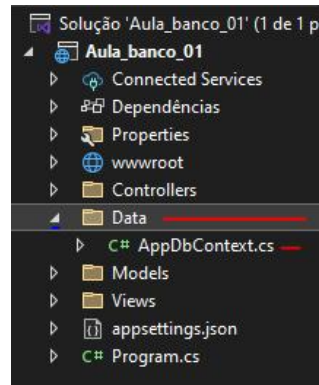 Solução 'Aula_banco_01' (1 de 1 p
Aula_banco_01
Connected Services
Dependências
Properties
wwwroot
Controllers
Data
C# AppDbContext.cs
Models
Views
appsettings.json
C# Program.cs